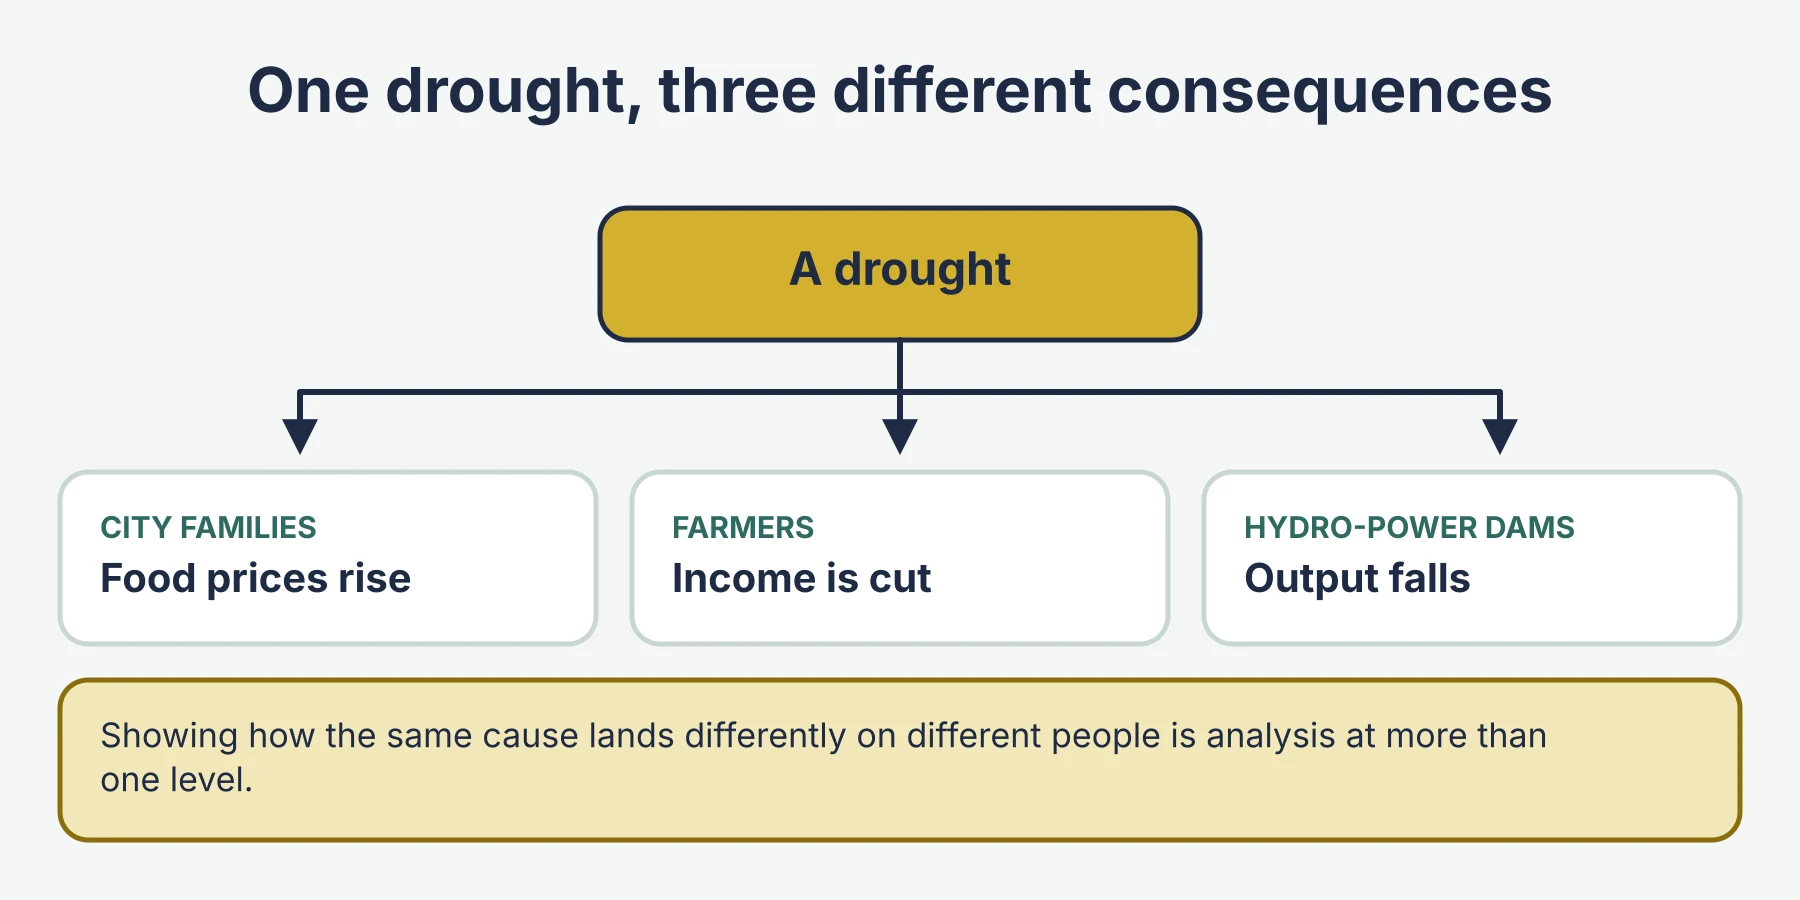 One drought, three different consequences
A drought
CITY FAMILIES
Food prices rise
FARMERS
Income is cut
HYDRO-POWER DAMS
Output falls
Showing how the same cause lands differently on different people is analysis at more than
one level.